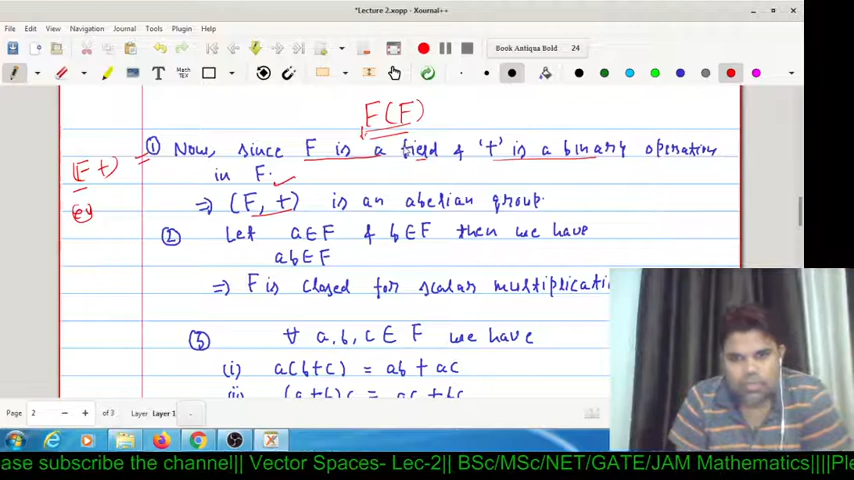 *Lecture 2.xopp - Xournal++
File Edit View Navigation Journal Tools Plugin Help
Book Antiqua Bold 24
F(F)
① Now, since F is a field & '+' is a binary operation
in F.
(F +)
⇒ (F, +) is an abelian group.
② Let a∈F & b∈F then we have
ab∈F
⇒ F is closed for scalar multiplicati
③ ∀ a, b, c ∈ F we have
(i) a(b+c) = ab + ac
(ii) (a+b)c = ac + bc
Page 2 of 3 Layer Layer 1
ase subscribe the channel|| Vector Spaces- Lec-2|| BSc/MSc/NET/GATE/JAM Mathematics|| Ple